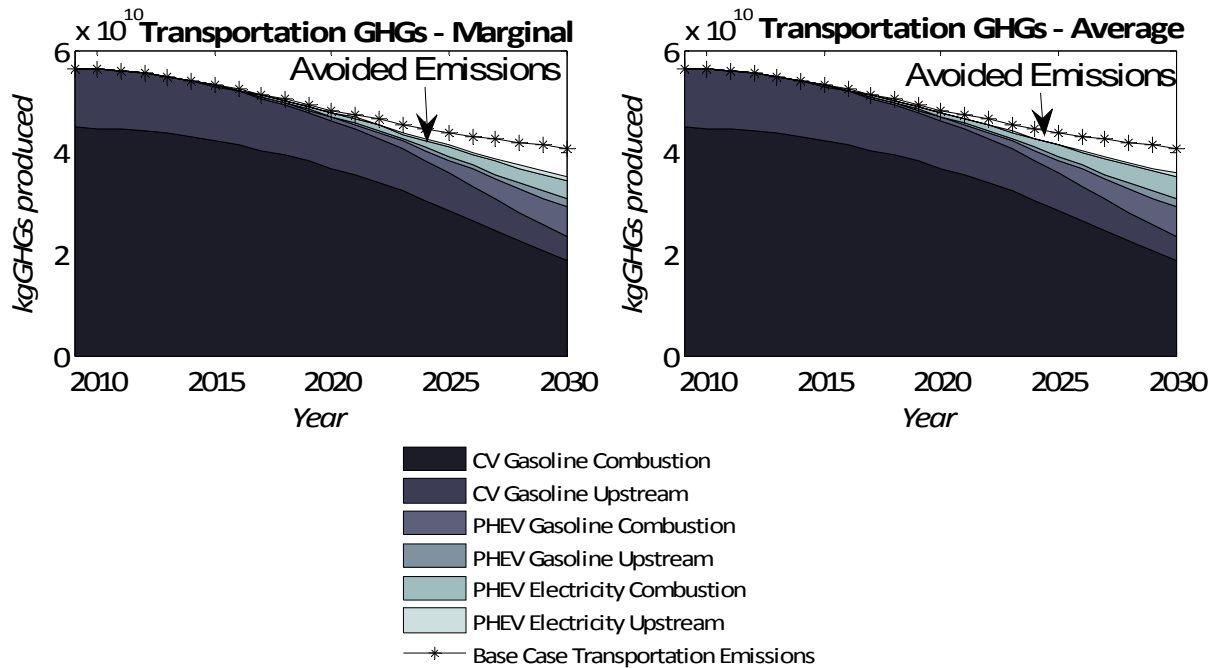 x 10^10 Transportation GHGs - Marginal
Avoided Emissions
6
4
2
0
kgGHGs produced
2010 2015 2020 2025 2030
Year
x 10^10 Transportation GHGs - Average
Avoided Emissions
6
4
2
0
kgGHGs produced
2010 2015 2020 2025 2030
Year
CV Gasoline Combustion
CV Gasoline Upstream
PHEV Gasoline Combustion
PHEV Gasoline Upstream
PHEV Electricity Combustion
PHEV Electricity Upstream
Base Case Transportation Emissions